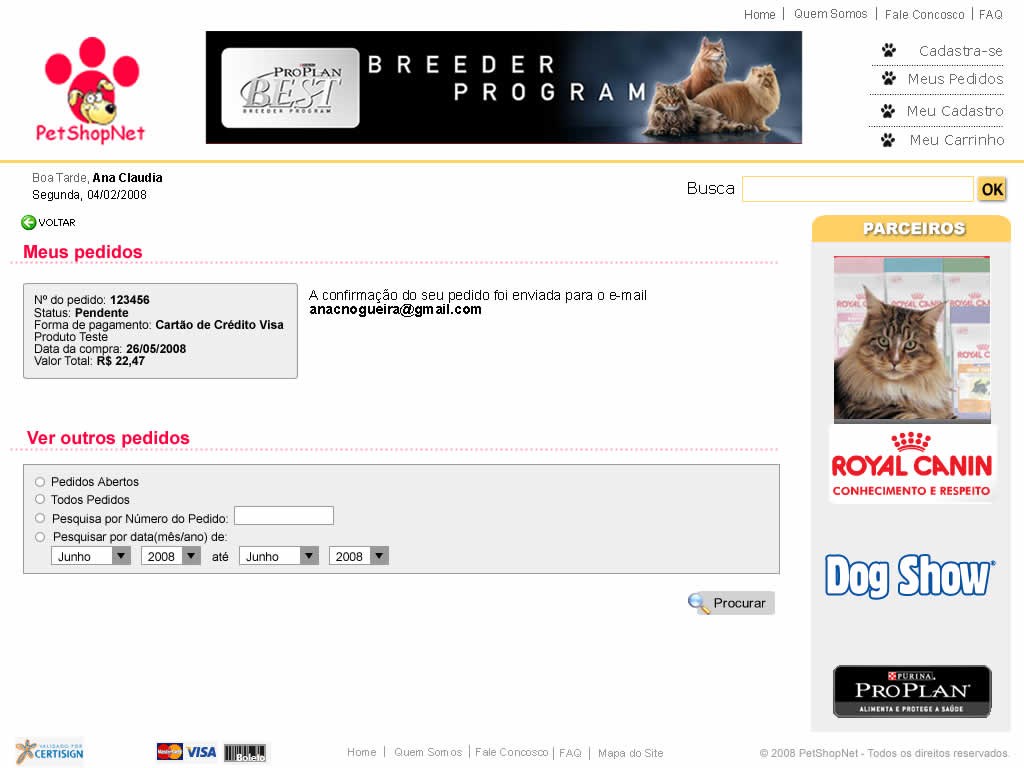 Home | Quem Somos | Fale Concosco | FAQ
PetShopNet
PROPLAN
BEST
BREEDER PROGRAM
BREEDER
PROGRAM
Cadastra-se
Meus Pedidos
Meu Cadastro
Meu Carrinho
Boa Tarde, Ana Claudia
Segunda, 04/02/2008
Busca OK
VOLTAR
Meus pedidos
Nº do pedido: 123456
Status: Pendente
Forma de pagamento: Cartão de Crédito Visa
Produto Teste
Data da compra: 26/05/2008
Valor Total: R$ 22,47
A confirmação do seu pedido foi enviada para o e-mail
anacnogueira@gmail.com
Ver outros pedidos
Pedidos Abertos
Todos Pedidos
Pesquisa por Número do Pedido:
Pesquisar por data(mês/ano) de:
Junho 2008 até Junho 2008
Procurar
PARCEIROS
ROYAL CANIN
CONHECIMENTO E RESPEITO
Dog Show®
PURINA
PROPLAN
ALIMENTA E PROTEGE A SAÚDE
VALIDADO POR
CERTISIGN
MasterCard VISA Boleto
Home | Quem Somos | Fale Concosco | FAQ | Mapa do Site
© 2008 PetShopNet - Todos os direitos reservados.